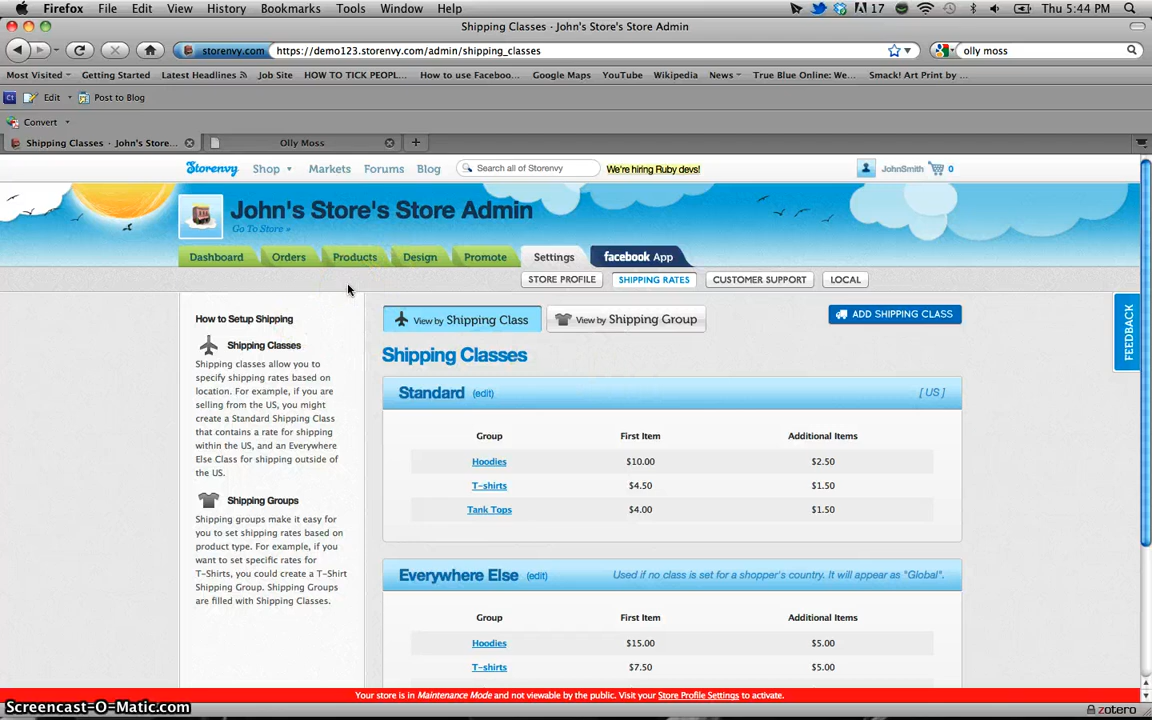 Firefox File Edit View History Bookmarks Tools Window Help 17 Thu 5:44 PM
Shipping Classes · John's Store's Store Admin
storenvy.com https://demo123.storenvy.com/admin/shipping_classes olly moss
Most Visited Getting Started Latest Headlines Job Site HOW TO TICK PEOPL... How to use Faceboo... Google Maps YouTube Wikipedia News True Blue Online: We... Smack! Art Print by ...
Edit Post to Blog
Convert
Shipping Classes · John's Store... Olly Moss
Storenvy Shop Markets Forums Blog Search all of Storenvy We're hiring Ruby devs! JohnSmith 0
John's Store's Store Admin
Go To Store »
Dashboard Orders Products Design Promote Settings facebook App
STORE PROFILE SHIPPING RATES CUSTOMER SUPPORT LOCAL
How to Setup Shipping
Shipping Classes
Shipping classes allow you to
specify shipping rates based on
location. For example, if you are
selling from the US, you might
create a Standard Shipping Class
that contains a rate for shipping
within the US, and an Everywhere
Else Class for shipping outside of
the US.
Shipping Groups
Shipping groups make it easy for
you to set shipping rates based on
product type. For example, if you
want to set specific rates for
T-Shirts, you could create a T-Shirt
Shipping Group. Shipping Groups
are filled with Shipping Classes.
View by Shipping Class View by Shipping Group ADD SHIPPING CLASS
Shipping Classes
Standard (edit) [ US ]
Group First Item Additional Items
Hoodies $10.00 $2.50
T-shirts $4.50 $1.50
Tank Tops $4.00 $1.50
Everywhere Else (edit) Used if no class is set for a shopper's country. It will appear as "Global".
Group First Item Additional Items
Hoodies $15.00 $5.00
T-shirts $7.50 $5.00
FEEDBACK
Your store is in Maintenance Mode and not viewable by the public. Visit your Store Profile Settings to activate.
Screencast-O-Matic.com zotero